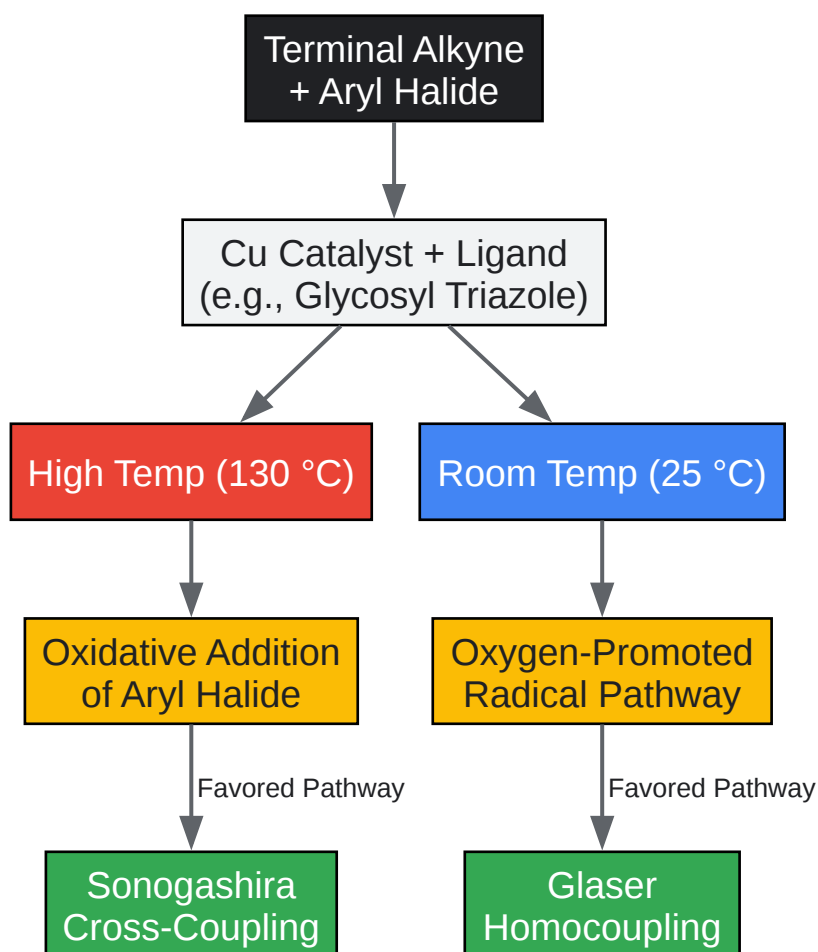 Terminal Alkyne
+ Aryl Halide
Cu Catalyst + Ligand
(e.g., Glycosyl Triazole)
High Temp (130 °C)
Room Temp (25 °C)
Oxidative Addition
of Aryl Halide
Oxygen-Promoted
Radical Pathway
Favored Pathway
Favored Pathway
Sonogashira
Cross-Coupling
Glaser
Homocoupling